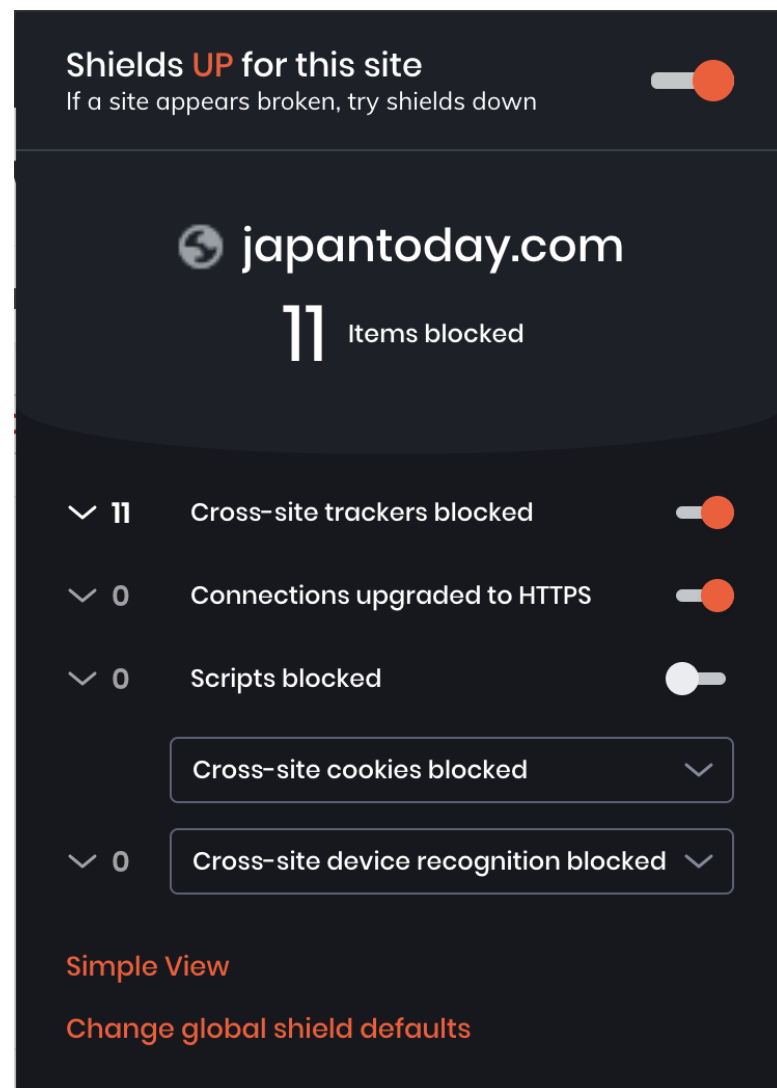 Shields UP for this site
If a site appears broken, try shields down
japantoday.com
11 Items blocked
11 Cross-site trackers blocked
0 Connections upgraded to HTTPS
0 Scripts blocked
Cross-site cookies blocked
0 Cross-site device recognition blocked
Simple View
Change global shield defaults